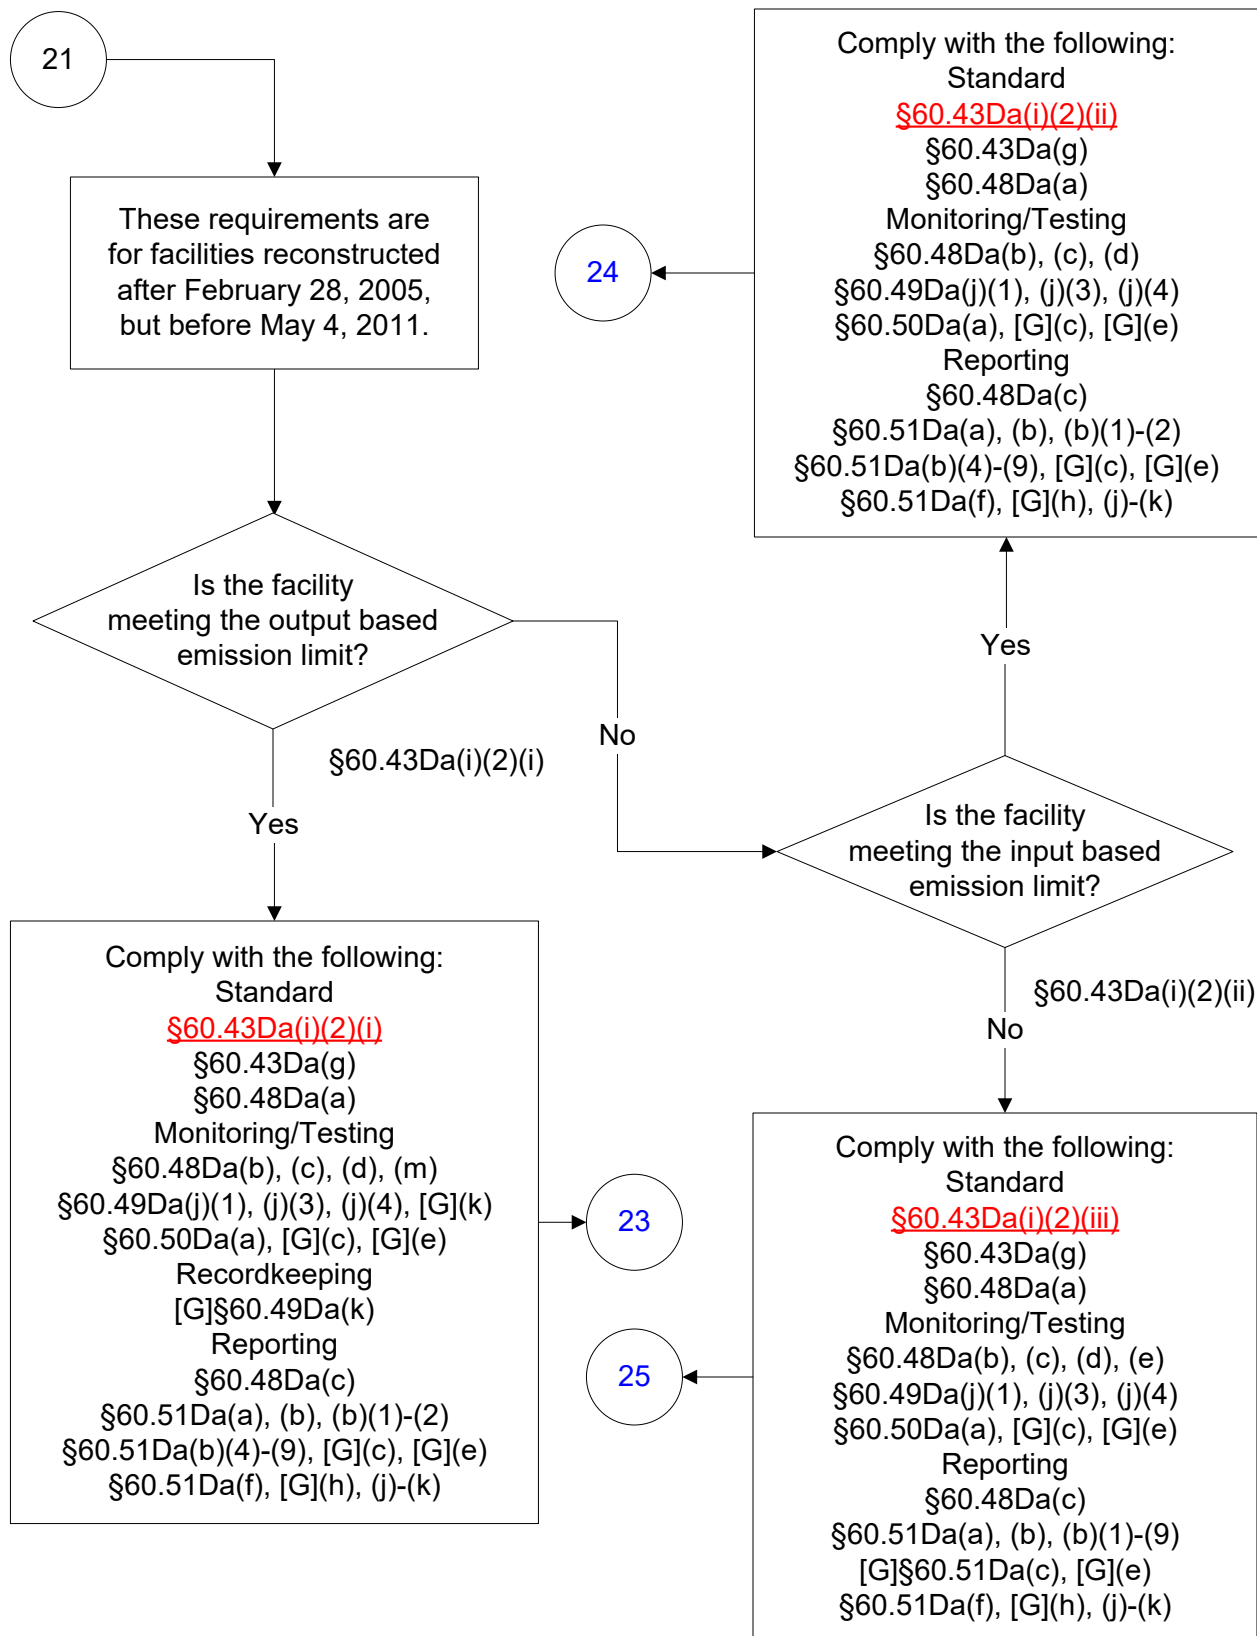 21
These requirements are
for facilities reconstructed
after February 28, 2005,
but before May 4, 2011.
Is the facility
meeting the output based
emission limit?
§60.43Da(i)(2)(i)
Yes
No
Comply with the following:
Standard
§60.43Da(i)(2)(i)
§60.43Da(g)
§60.48Da(a)
Monitoring/Testing
§60.48Da(b), (c), (d), (m)
§60.49Da(j)(1), (j)(3), (j)(4), [G](k)
§60.50Da(a), [G](c), [G](e)
Recordkeeping
[G]§60.49Da(k)
Reporting
§60.48Da(c)
§60.51Da(a), (b), (b)(1)-(2)
§60.51Da(b)(4)-(9), [G](c), [G](e)
§60.51Da(f), [G](h), (j)-(k)
23
Is the facility
meeting the input based
emission limit?
Yes
Comply with the following:
Standard
§60.43Da(i)(2)(ii)
§60.43Da(g)
§60.48Da(a)
Monitoring/Testing
§60.48Da(b), (c), (d)
§60.49Da(j)(1), (j)(3), (j)(4)
§60.50Da(a), [G](c), [G](e)
Reporting
§60.48Da(c)
§60.51Da(a), (b), (b)(1)-(2)
§60.51Da(b)(4)-(9), [G](c), [G](e)
§60.51Da(f), [G](h), (j)-(k)
24
§60.43Da(i)(2)(ii)
No
Comply with the following:
Standard
§60.43Da(i)(2)(iii)
§60.43Da(g)
§60.48Da(a)
Monitoring/Testing
§60.48Da(b), (c), (d), (e)
§60.49Da(j)(1), (j)(3), (j)(4)
§60.50Da(a), [G](c), [G](e)
Reporting
§60.48Da(c)
§60.51Da(a), (b), (b)(1)-(9)
[G]§60.51Da(c), [G](e)
§60.51Da(f), [G](h), (j)-(k)
25